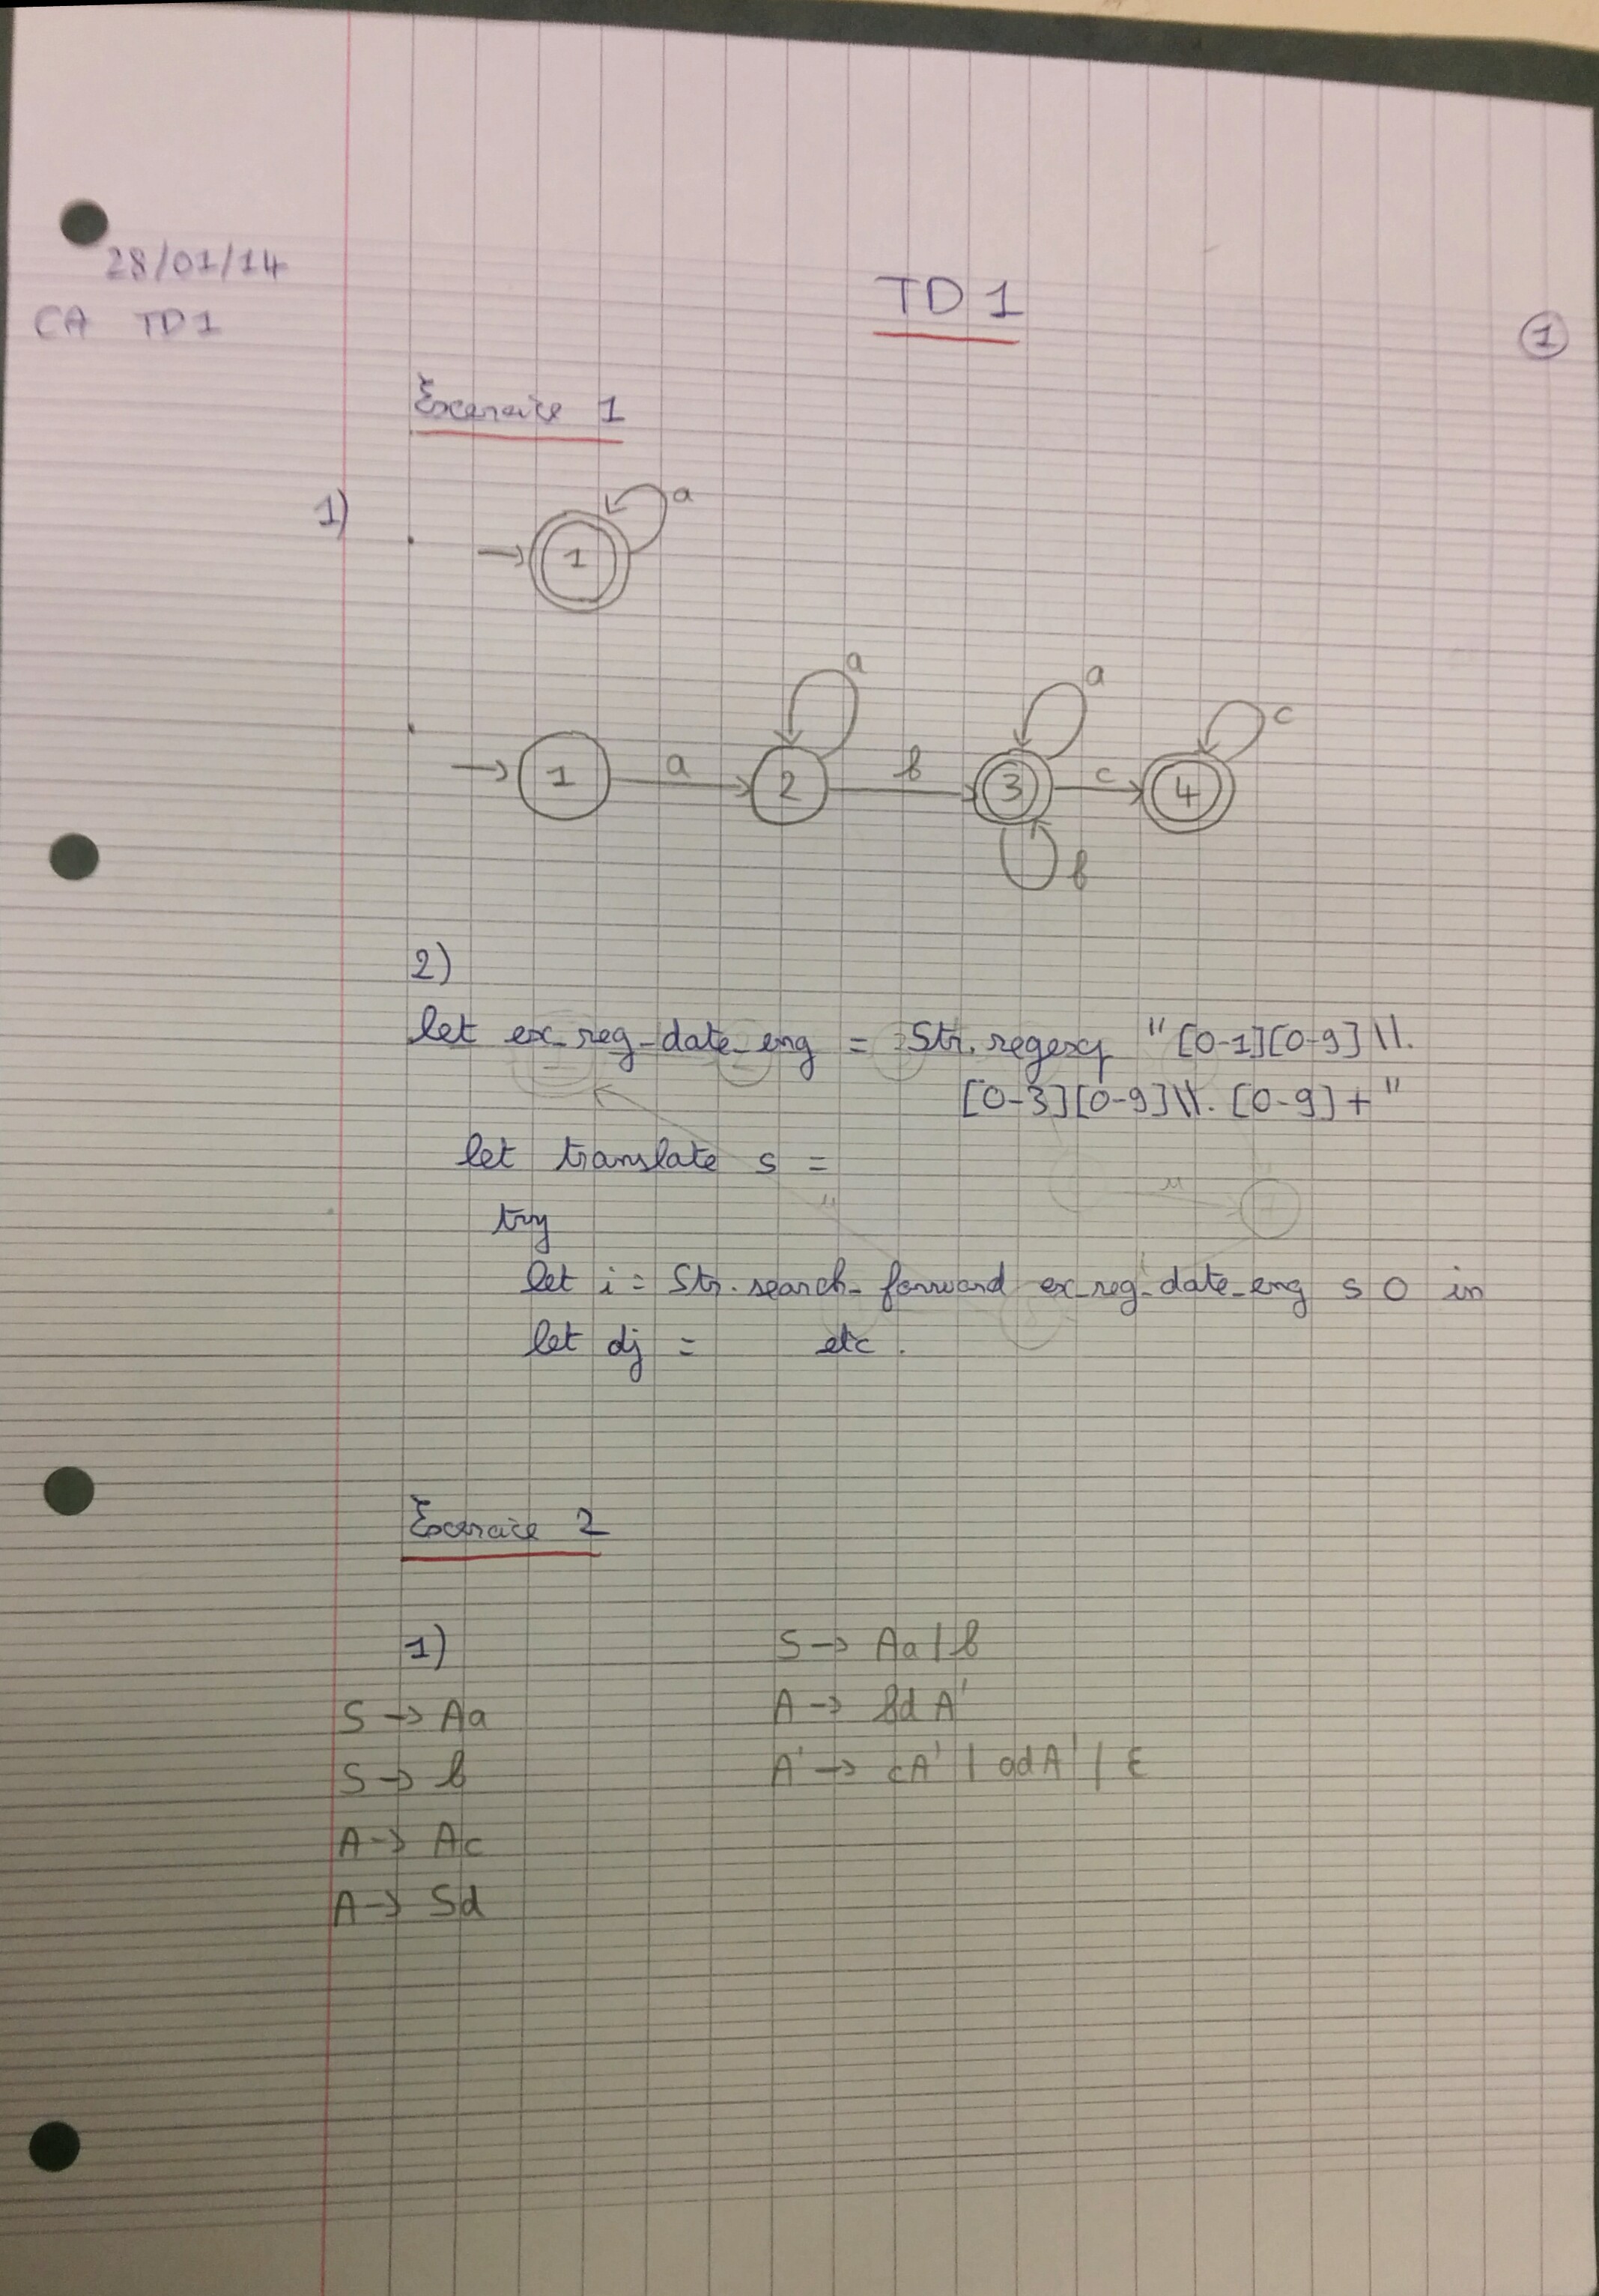 28/01/14
CA TD1
TD 1
1
Exercice 1
1)
a
1
a
a
c
1
a
2
b
3
c
4
b
2)
let ex_reg_date_eng = Str.regexp "[0-1][0-9]\\.
[0-3][0-9]\\. [0-9]+"
let translate s =
try
let i = Str.search_forward ex_reg_date_eng s 0 in
let dj = etc.
Exercice 2
1)
S → Aa
S → b
A → Ac
A → Sd
S → Aa | b
A → bd A'
A' → cA' | adA' | ε